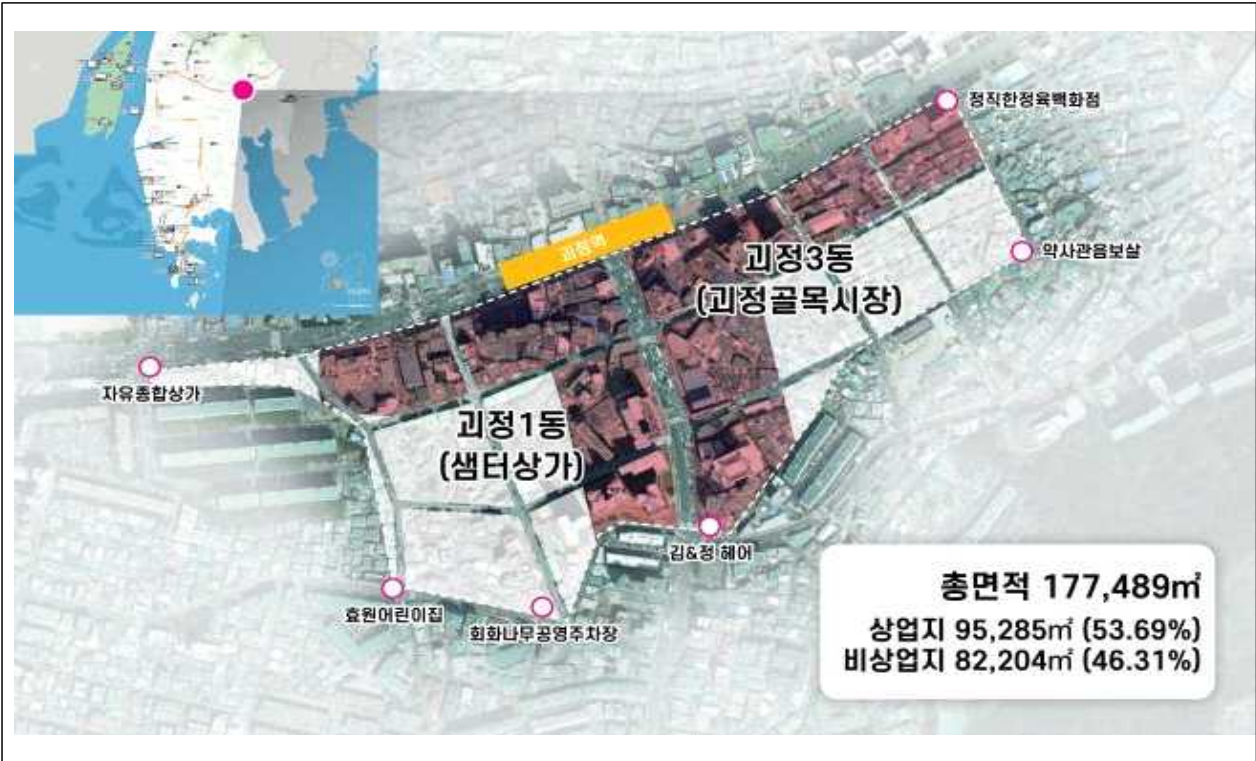 정직한정육백화점
괴정역
약사관음보살
괴정3동
(괴정골목시장)
자유종합상가
괴정1동
(샘터상가)
김&정 헤어
효원어린이집
회화나무공영주차장
총면적 177,489㎡
상업지 95,285㎡ (53.69%)
비상업지 82,204㎡ (46.31%)